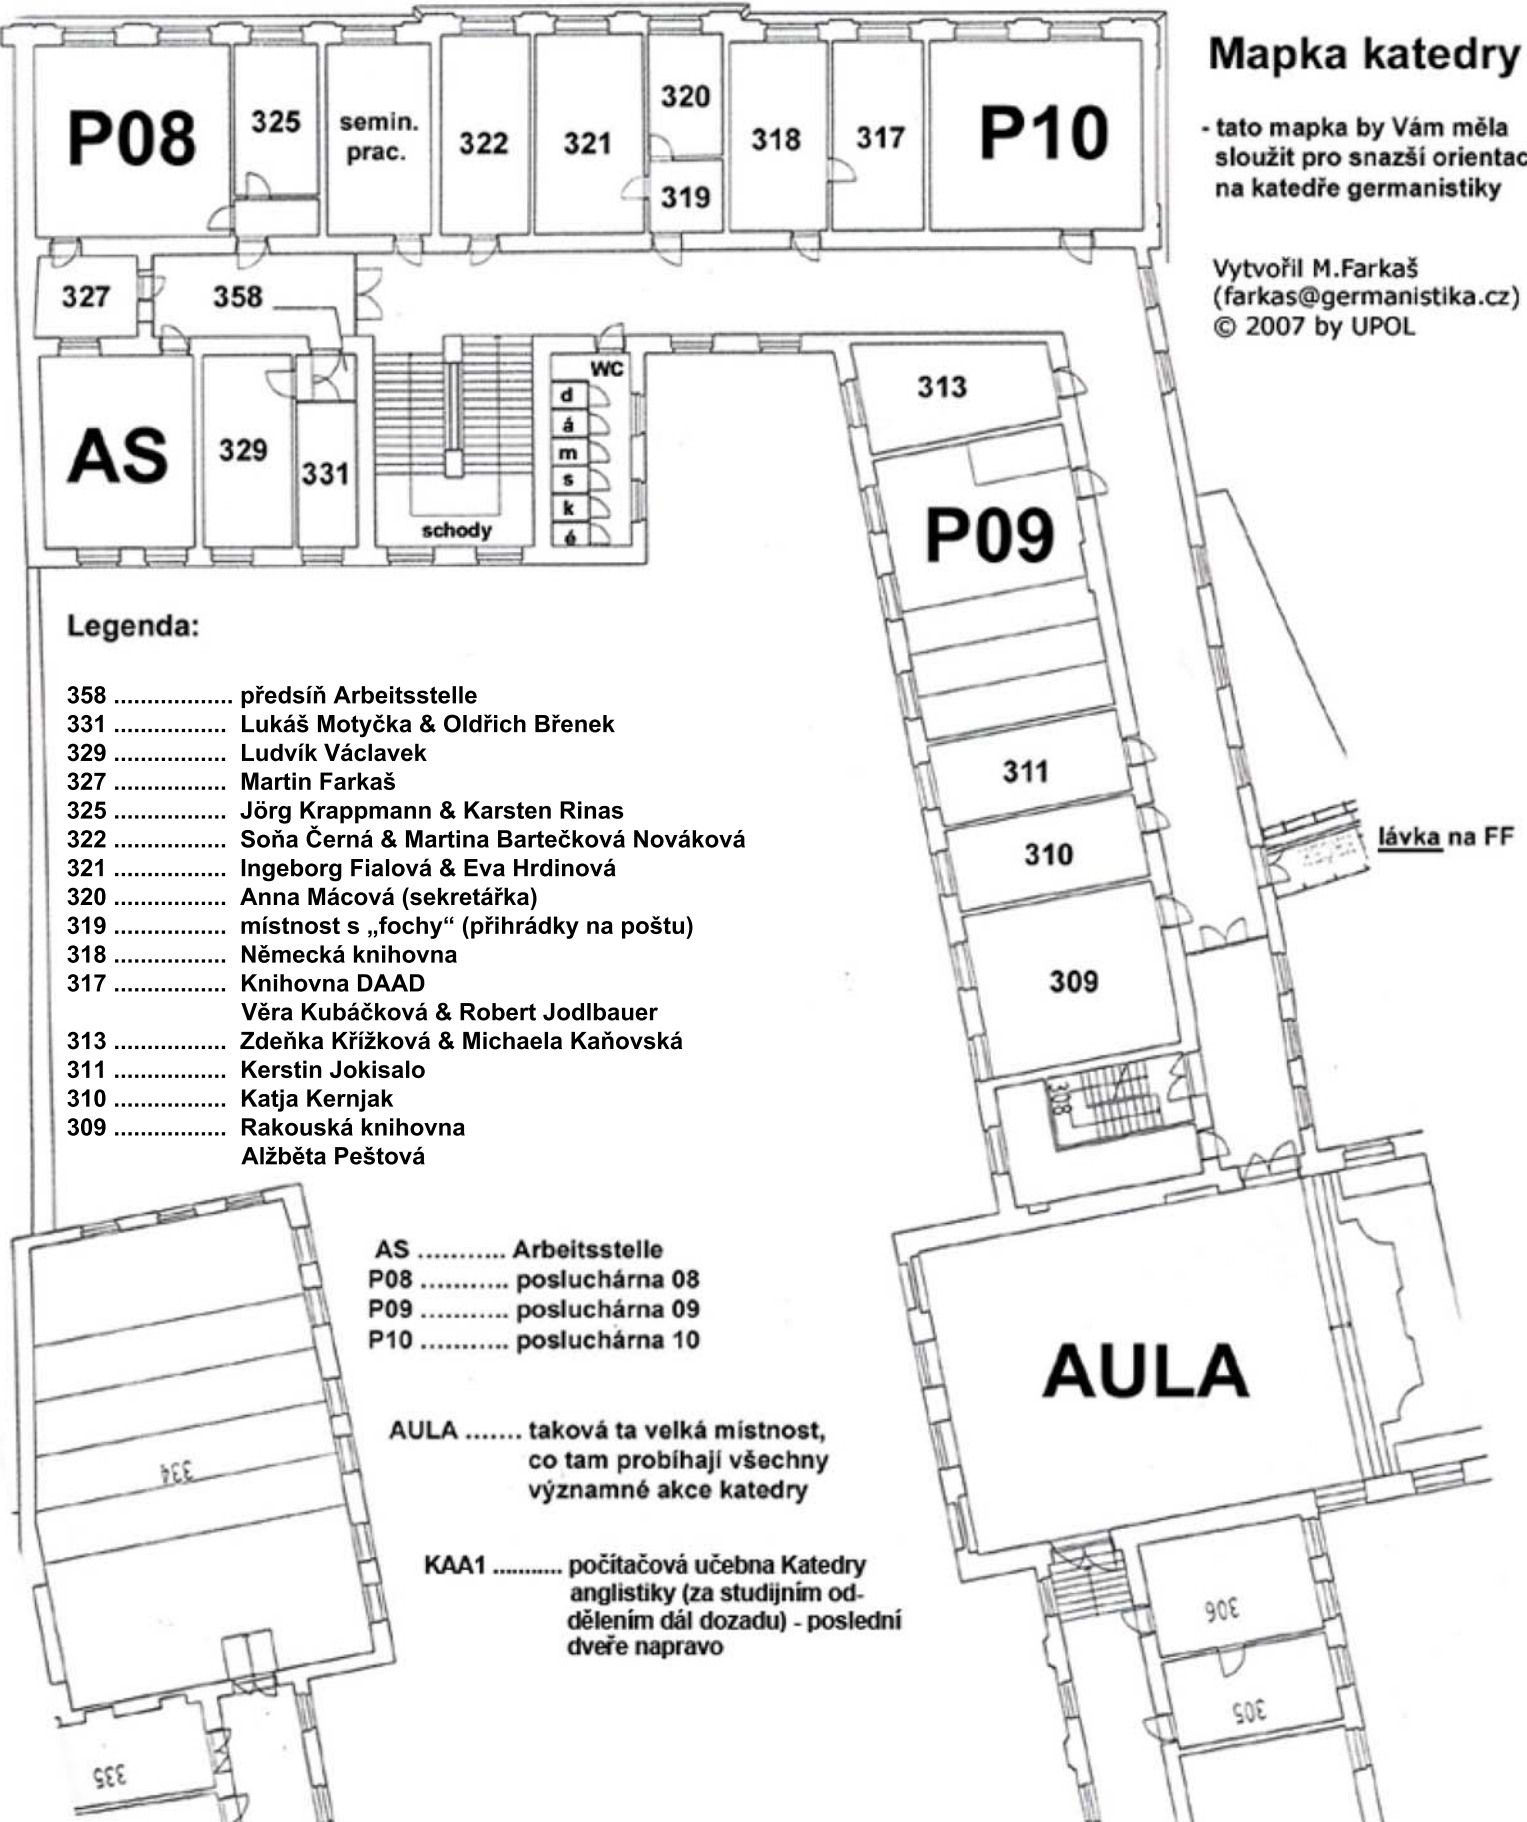 Mapka katedry
- tato mapka by Vám měla
sloužit pro snazší orientac
na katedře germanistiky
Vytvořil M.Farkaš
(farkas@germanistika.cz)
© 2007 by UPOL
P08
325
semin.
prac.
322
321
320
319
318
317
P10
327
358
AS
329
331
schody
WC
d
á
m
s
k
é
313
P09
311
310
309
308
lávka na FF
Legenda:
358 .................. předsíň Arbeitsstelle
331 ................. Lukáš Motyčka & Oldřich Břenek
329 ................. Ludvík Václavek
327 ................. Martin Farkaš
325 ................. Jörg Krappmann & Karsten Rinas
322 ................. Soňa Černá & Martina Bartečková Nováková
321 ................. Ingeborg Fialová & Eva Hrdinová
320 ................. Anna Mácová (sekretářka)
319 ................. místnost s „fochy“ (přihrádky na poštu)
318 ................. Německá knihovna
317 ................. Knihovna DAAD
Věra Kubáčková & Robert Jodlbauer
313 ................. Zdeňka Křížková & Michaela Kaňovská
311 ................. Kerstin Jokisalo
310 ................. Katja Kernjak
309 ................. Rakouská knihovna
Alžběta Peštová
AS ........... Arbeitsstelle
P08 ........... posluchárna 08
P09 ........... posluchárna 09
P10 ........... posluchárna 10
AULA ....... taková ta velká místnost,
co tam probíhají všechny
významné akce katedry
KAA1 ........... počítačová učebna Katedry
anglistiky (za studijním od-
dělením dál dozadu) - poslední
dveře napravo
AULA
334
335
306
305